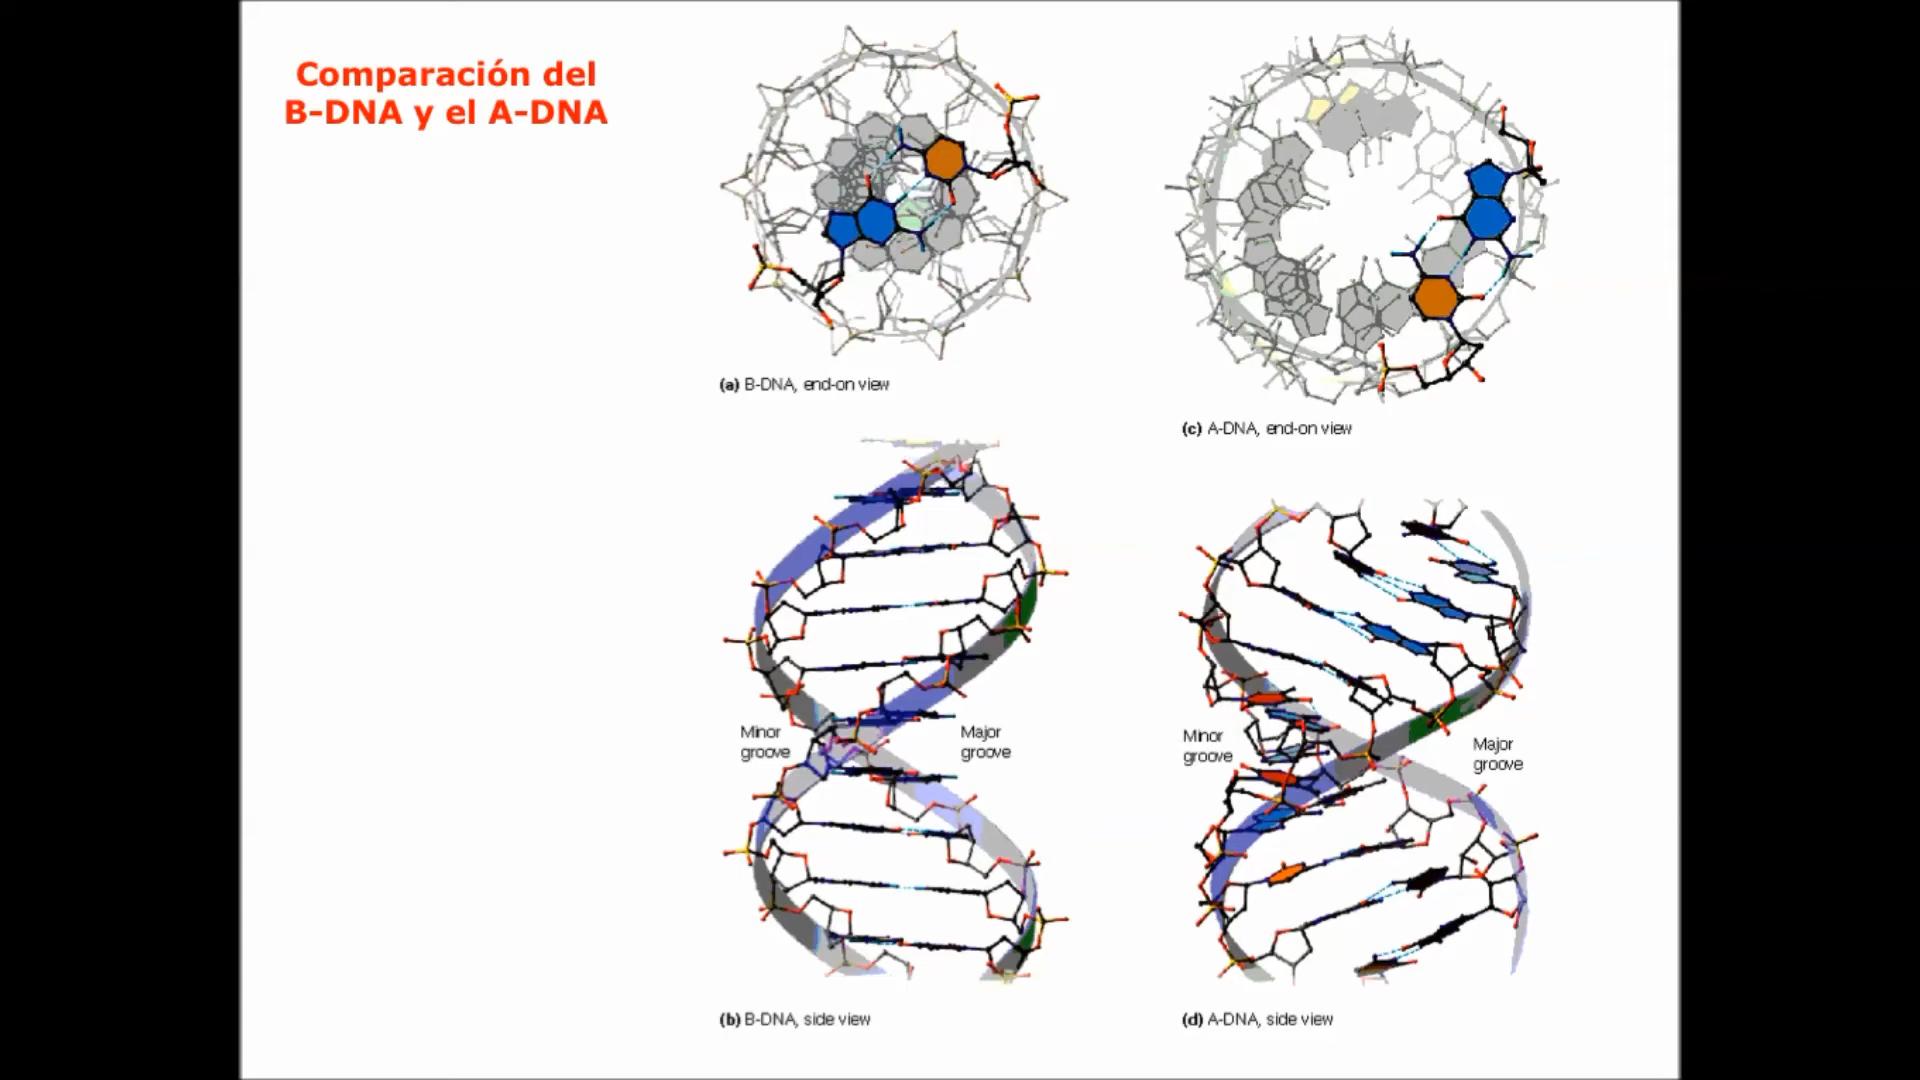 Comparación del
B-DNA y el A-DNA
(a) B-DNA, end-on view
(c) A-DNA, end-on view
Minor
groove
Major
groove
Minor
groove
Major
groove
(b) B-DNA, side view
(d) A-DNA, side view